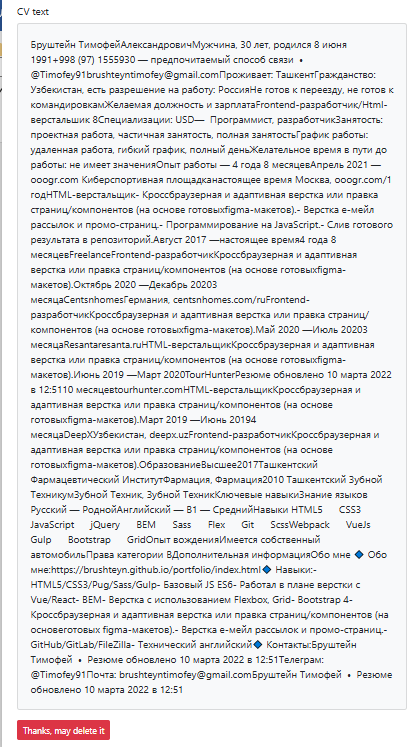 CV text
Бруштейн ТимофейАлександровичМужчина, 30 лет, родился 8 июня
1991+998 (97) 1555930 — предпочитаемый способ связи •
@Timofey91brushteyntimofey@gmail.comПроживает: ТашкентГражданство:
Узбекистан, есть разрешение на работу: РоссияНе готов к переезду, не готов к
командировкамЖелаемая должность и зарплатаFrontend-разработчик/Html-
верстальшик 8Специализации: USD— Программист, разработчикЗанятость:
проектная работа, частичная занятость, полная занятостьГрафик работы:
удаленная работа, гибкий график, полный деньЖелательное время в пути до
работы: не имеет значенияОпыт работы — 4 года 8 месяцевАпрель 2021 —
ooogr.com Киберспортивная площадканастоящее время Москва, ooogr.com/1
годHTML-верстальщик- Кроссбраузерная и адаптивная верстка или правка
страниц/компонентов (на основе готовыхfigma-макетов).- Верстка е-мейл
рассылок и промо-страниц.- Программирование на JavaScript.- Слив готового
результата в репозиторий.Август 2017 —настоящее время4 года 8
месяцевFreelanceFrontend-разработчикКроссбраузерная и адаптивная
верстка или правка страниц/компонентов (на основе готовыхfigma-
макетов).Октябрь 2020 —Декабрь 20203
месяцаCentsnhomesГермания, centsnhomes.com/ruFrontend-
разработчикКроссбраузерная и адаптивная верстка или правка страниц/
компонентов (на основе готовыхfigma-макетов).Май 2020 —Июль 20203
месяцаResantaresanta.ruHTML-верстальщикКроссбраузерная и адаптивная
верстка или правка страниц/компонентов (на основе готовыхfigma-
макетов).Июнь 2019 —Март 2020TourHunterРезюме обновлено 10 марта 2022
в 12:5110 месяцевtourhunter.comHTML-верстальщикКроссбраузерная и
адаптивная верстка или правка страниц/компонентов (на основе
готовыхfigma-макетов).Март 2019 —Июнь 20194
месяцаDeepXУзбекистан, deepx.uzFrontend-разработчикКроссбраузерная и
адаптивная верстка или правка страниц/компонентов (на основе
готовыхfigma-макетов).ОбразованиеВысшее2017Ташкентский
Фармацевтический ИнститутФармация, Фармация2010 Ташкентский Зубной
ТехникумЗубной Техник, Зубной ТехникКлючевые навыкиЗнание языков
Русский — РоднойАнглийский — B1 — СреднийНавыки HTML5 CSS3
JavaScript jQuery BEM Sass Flex Git ScssWebpack VueJs
Gulp Bootstrap GridОпыт вожденияИмеется собственный
автомобильПрава категории BДополнительная информацияОбо мне 🔹 Обо
мне:https://brushteyn.github.io/portfolio/index.html🔹 Навыки:-
HTML5/CSS3/Pug/Sass/Gulp- Базовый JS ES6- Работал в плане верстки с
Vue/React- BEM- Верстка с использованием Flexbox, Grid- Bootstrap 4-
Кроссбраузерная и адаптивная верстка или правка страниц/компонентов (на
основеготовых figma-макетов).- Верстка е-мейл рассылок и промо-страниц.-
GitHub/GitLab/FileZilla- Технический английский🔹 Контакты:Бруштейн
Тимофей • Резюме обновлено 10 марта 2022 в 12:51Телеграм:
@Timofey91Почта: brushteyntimofey@gmail.comБруштейн Тимофей • Резюме
обновлено 10 марта 2022 в 12:51
Thanks, may delete it